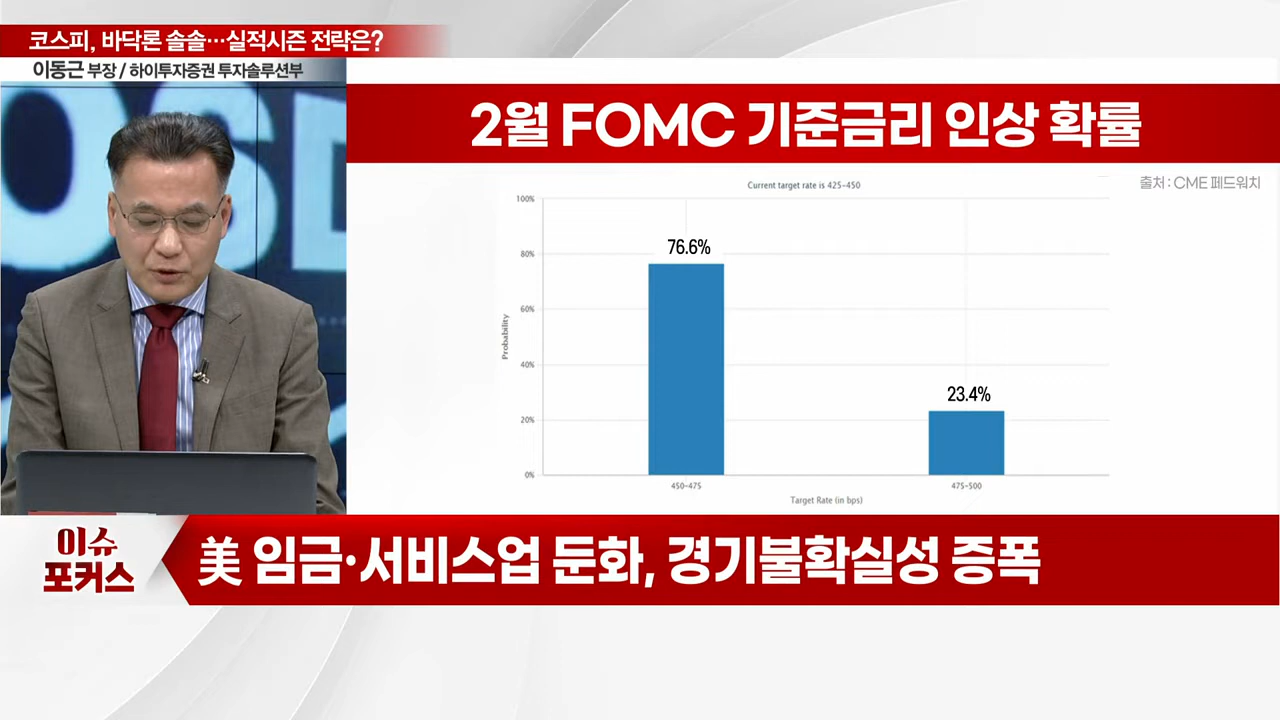 코스피, 바닥론 솔솔…실적시즌 전략은?
이동근 부장 / 하이투자증권 투자솔루션부
2월 FOMC 기준금리 인상 확률
출처 : CME 페드워치
Current target rate is 425-450
100%
80%
60%
40%
20%
0%
Probability
76.6%
23.4%
450-475
475-500
Target Rate (in bps)
이슈
포커스
美 임금·서비스업 둔화, 경기불확실성 증폭